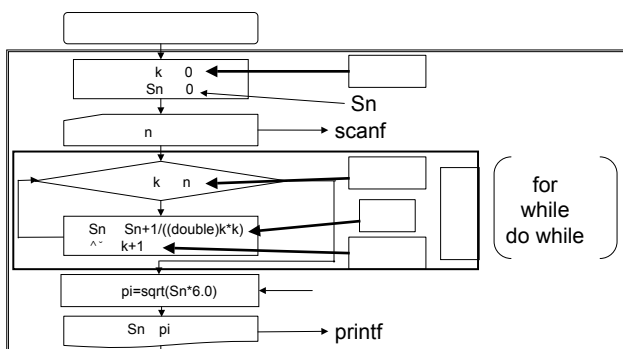 k 0
Sn 0
Sn
n
scanf
k n
Sn Sn+1/((double)k*k)
k+1
for
while
do while
pi=sqrt(Sn*6.0)
Sn pi
printf